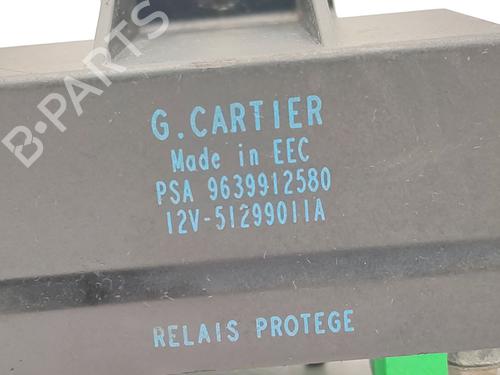 B-PARTS
G.CARTIER
Made in EEC
PSA 9639912580
12V-51299011A
RELAIS PROTEGE